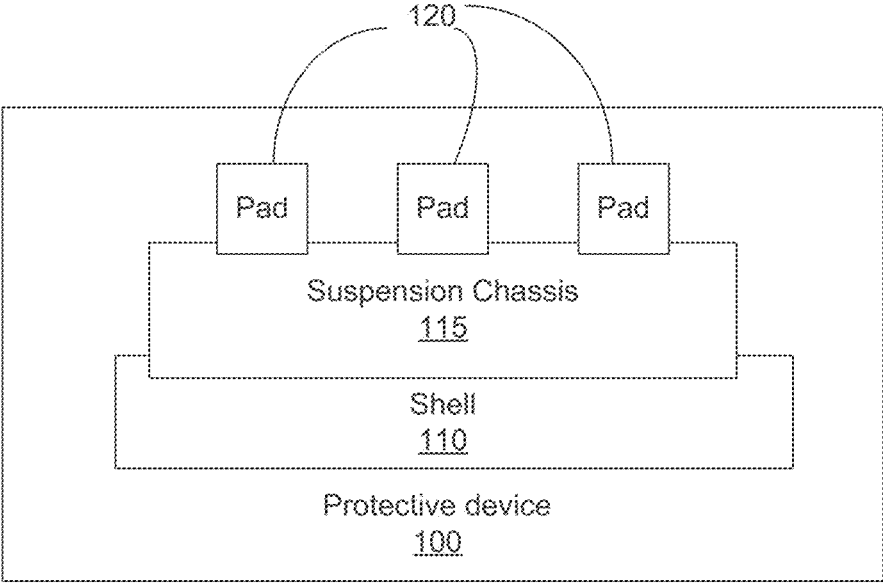 120
Pad Pad Pad
Suspension Chassis
115
Shell
110
Protective device
100